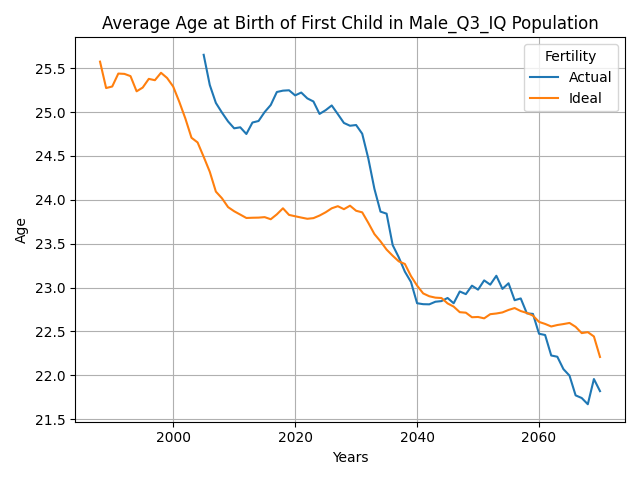 Average Age at Birth of First Child in Male_Q3_IQ Population
Fertility
Actual
Ideal
Age
25.5
25.0
24.5
24.0
23.5
23.0
22.5
22.0
21.5
2000
2020
2040
2060
Years